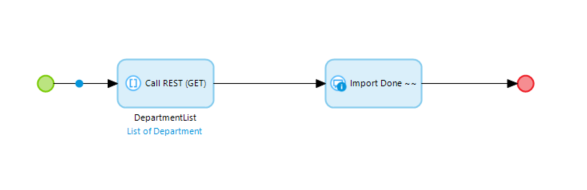 Call REST (GET)
Import Done ~~
DepartmentList
List of Department